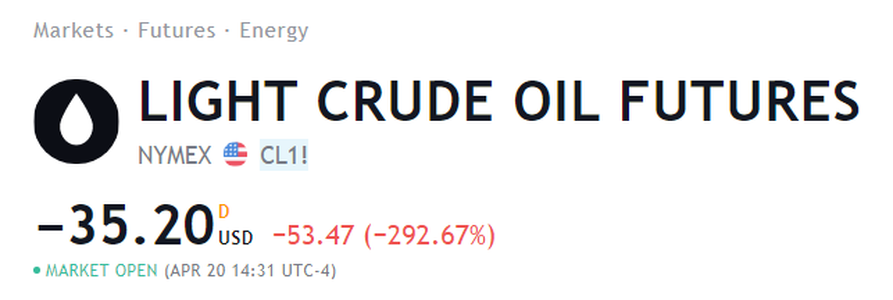 Markets · Futures · Energy
LIGHT CRUDE OIL FUTURES
NYMEX CL1!
−35.20 D USD −53.47 (−292.67%)
MARKET OPEN (APR 20 14:31 UTC-4)